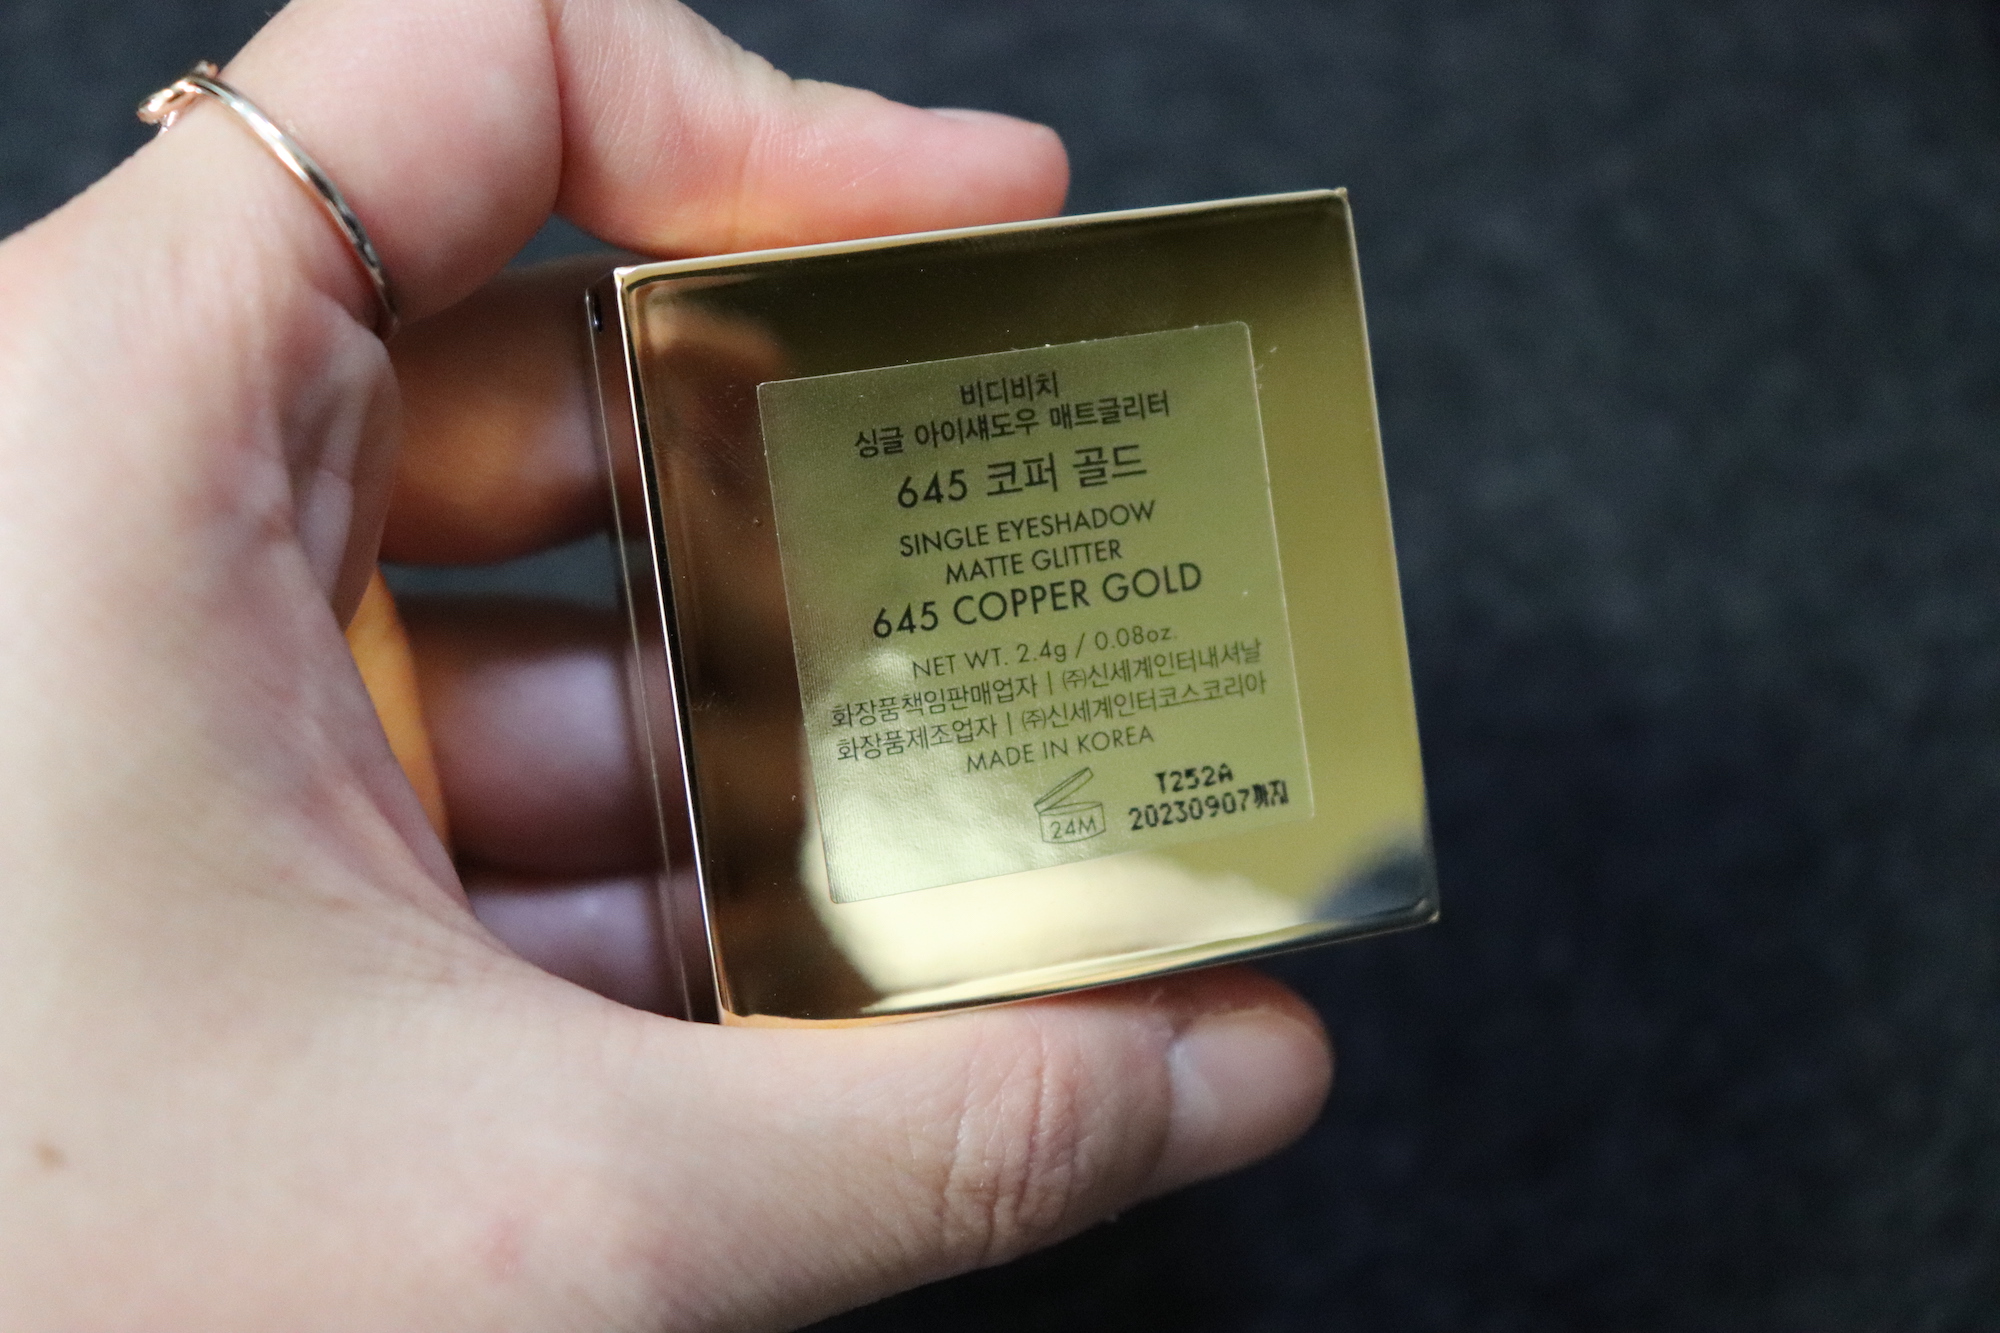 비디비치
싱글 아이섀도우 매트글리터
645 코퍼 골드
SINGLE EYESHADOW
MATTE GLITTER
645 COPPER GOLD
NET WT. 2.4g / 0.08oz.
화장품책임판매업자 | ㈜신세계인터내셔날
화장품제조업자 | ㈜신세계인터코스코리아
MADE IN KOREA
24M
T252A
20230907까지